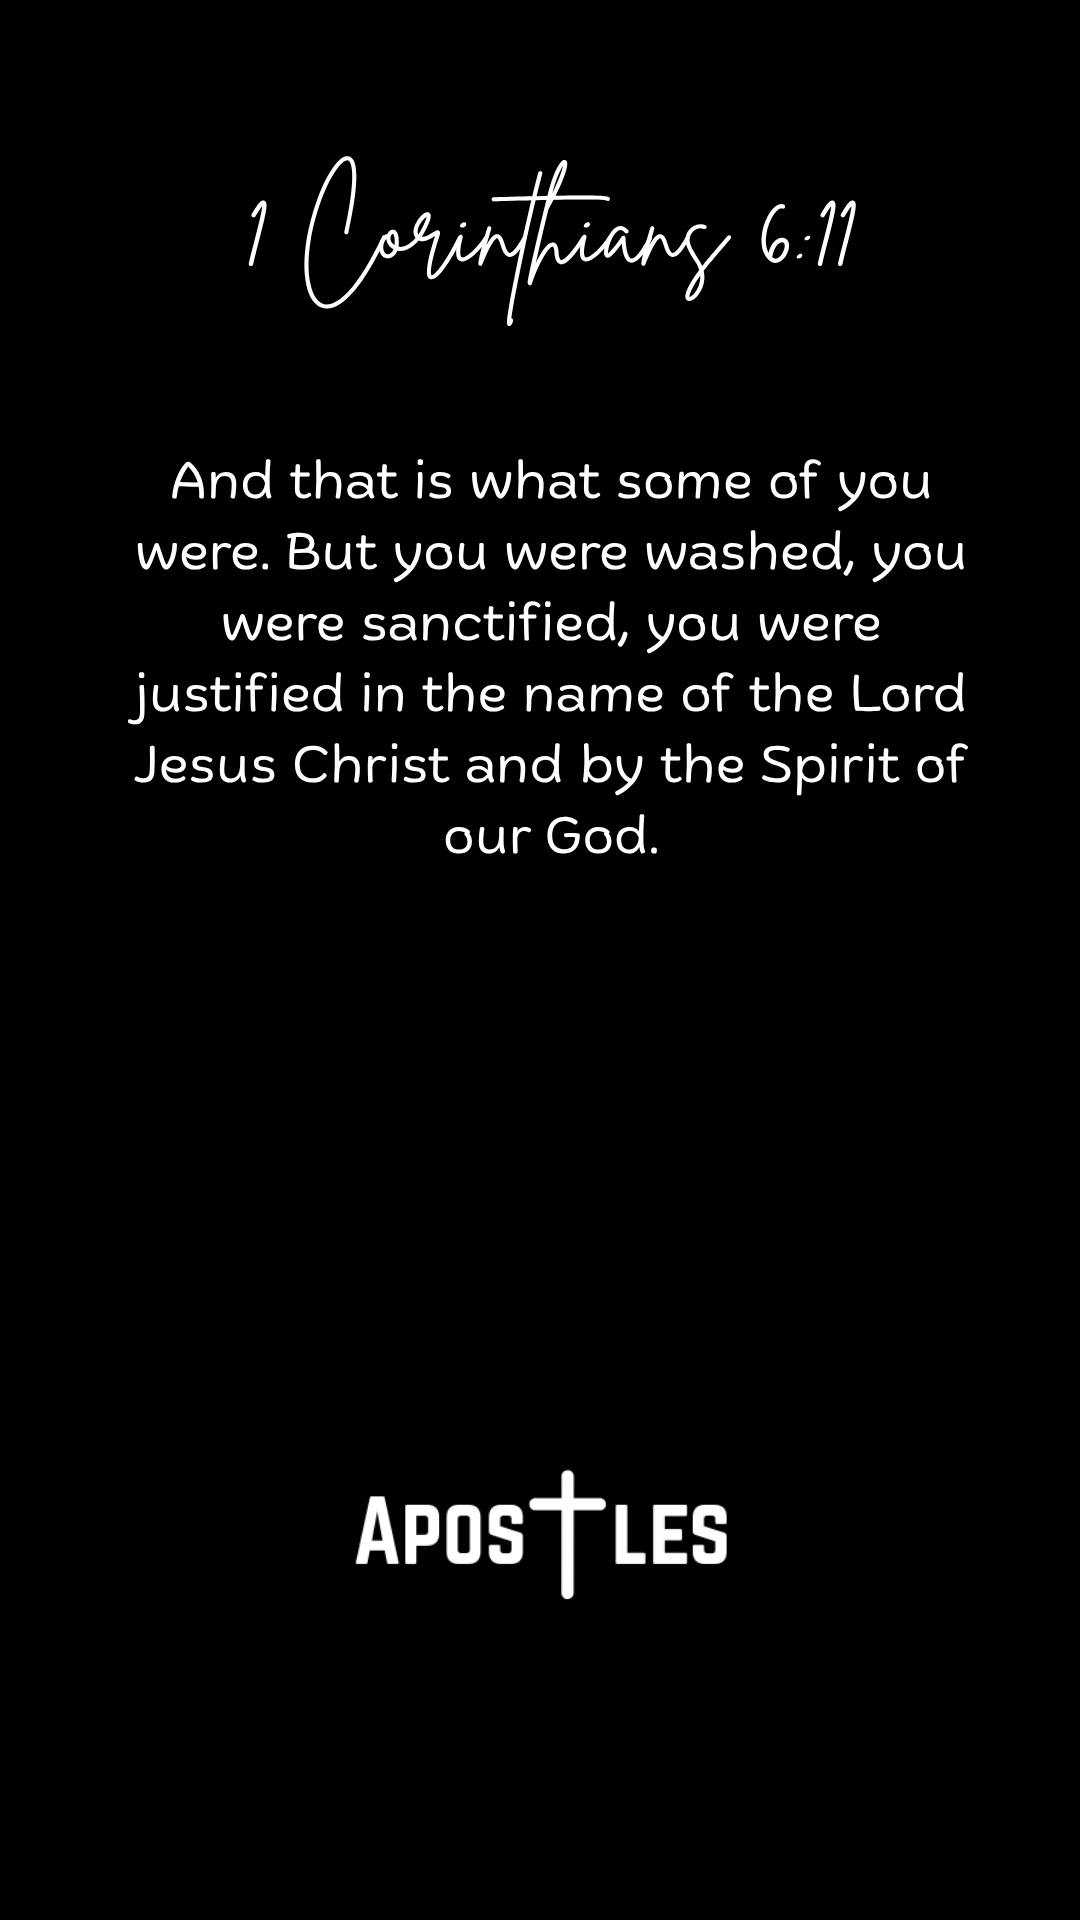 1 Corinthians 6:11
And that is what some of you
were. But you were washed, you
were sanctified, you were
justified in the name of the Lord
Jesus Christ and by the Spirit of
our God.
APOSTLES